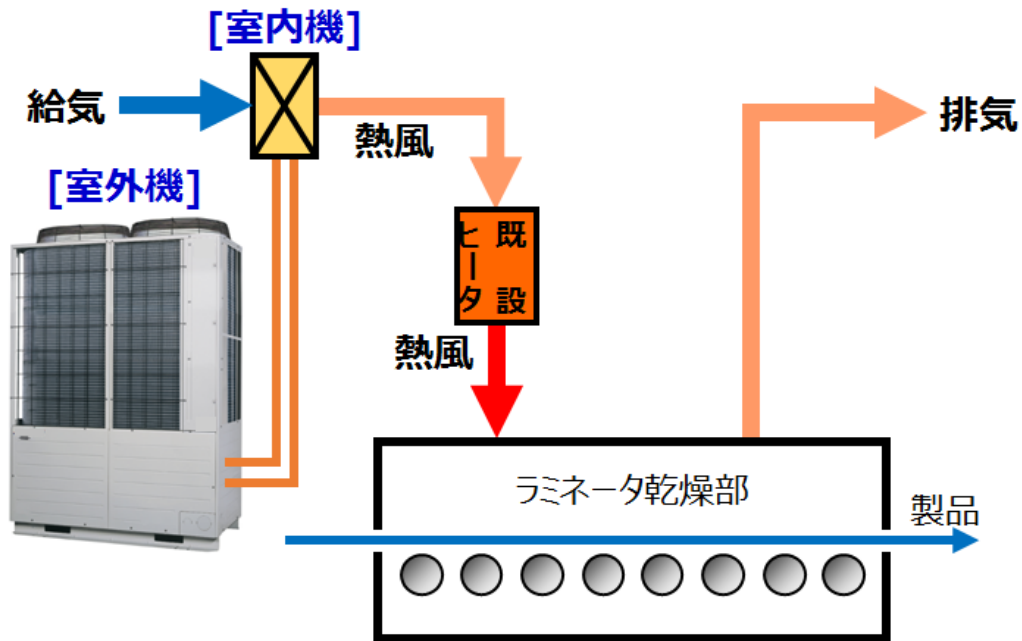 [室内機]
給気
熱風
排気
[室外機]
既設
ヒータ
熱風
ラミネータ乾燥部
製品